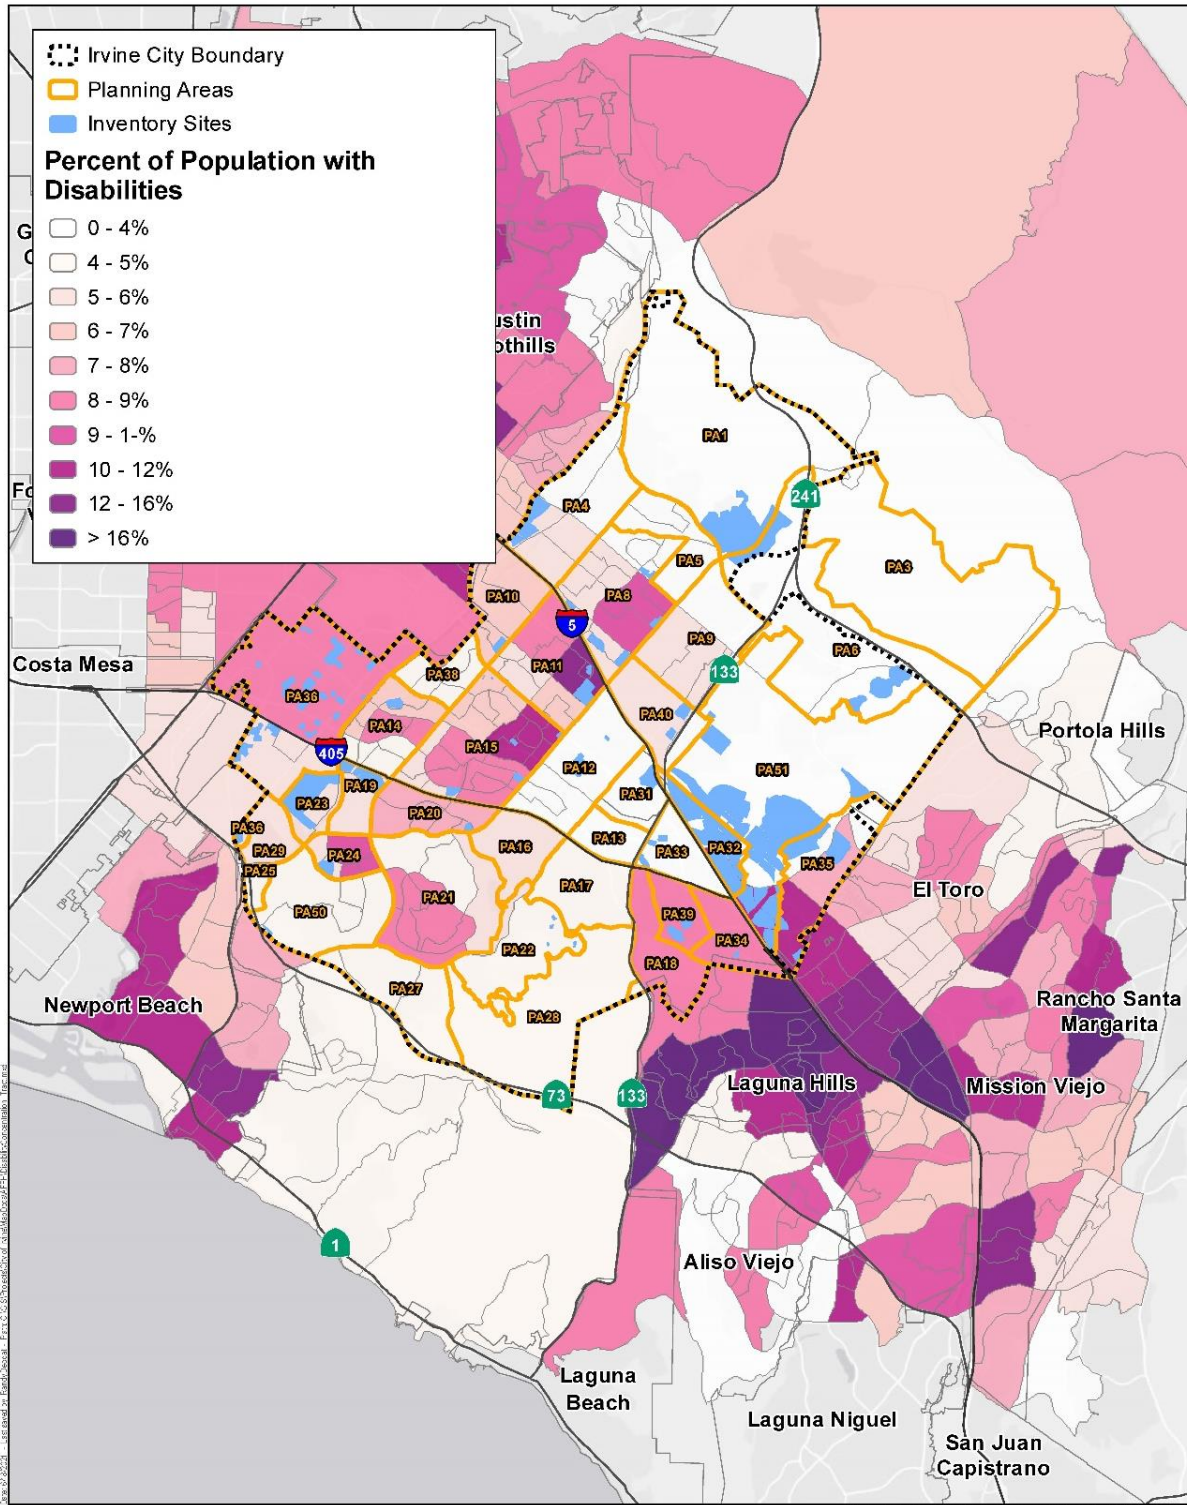 Irvine City Boundary
Planning Areas
Inventory Sites
Percent of Population with
Disabilities
0 - 4%
4 - 5%
5 - 6%
6 - 7%
7 - 8%
8 - 9%
9 - 1-%
10 - 12%
12 - 16%
> 16%
G
C
Fo
ustin
othills
PA1
241
PA4
PA5
PA3
PA8
PA10
5
PA9
PA6
Costa Mesa
PA11
133
PA38
PA36
PA40
Portola Hills
PA14
PA15
405
PA12
PA51
PA19
PA31
PA23
PA20
PA36
PA13
PA29
PA24
PA16
PA33
PA32
PA35
PA25
PA17
El Toro
PA21
PA50
PA39
PA34
PA22
PA18
PA27
Newport Beach
PA28
Rancho Santa
Margarita
Laguna Hills
Mission Viejo
73
133
1
Aliso Viejo
Laguna
Beach
Laguna Niguel
San Juan
Capistrano